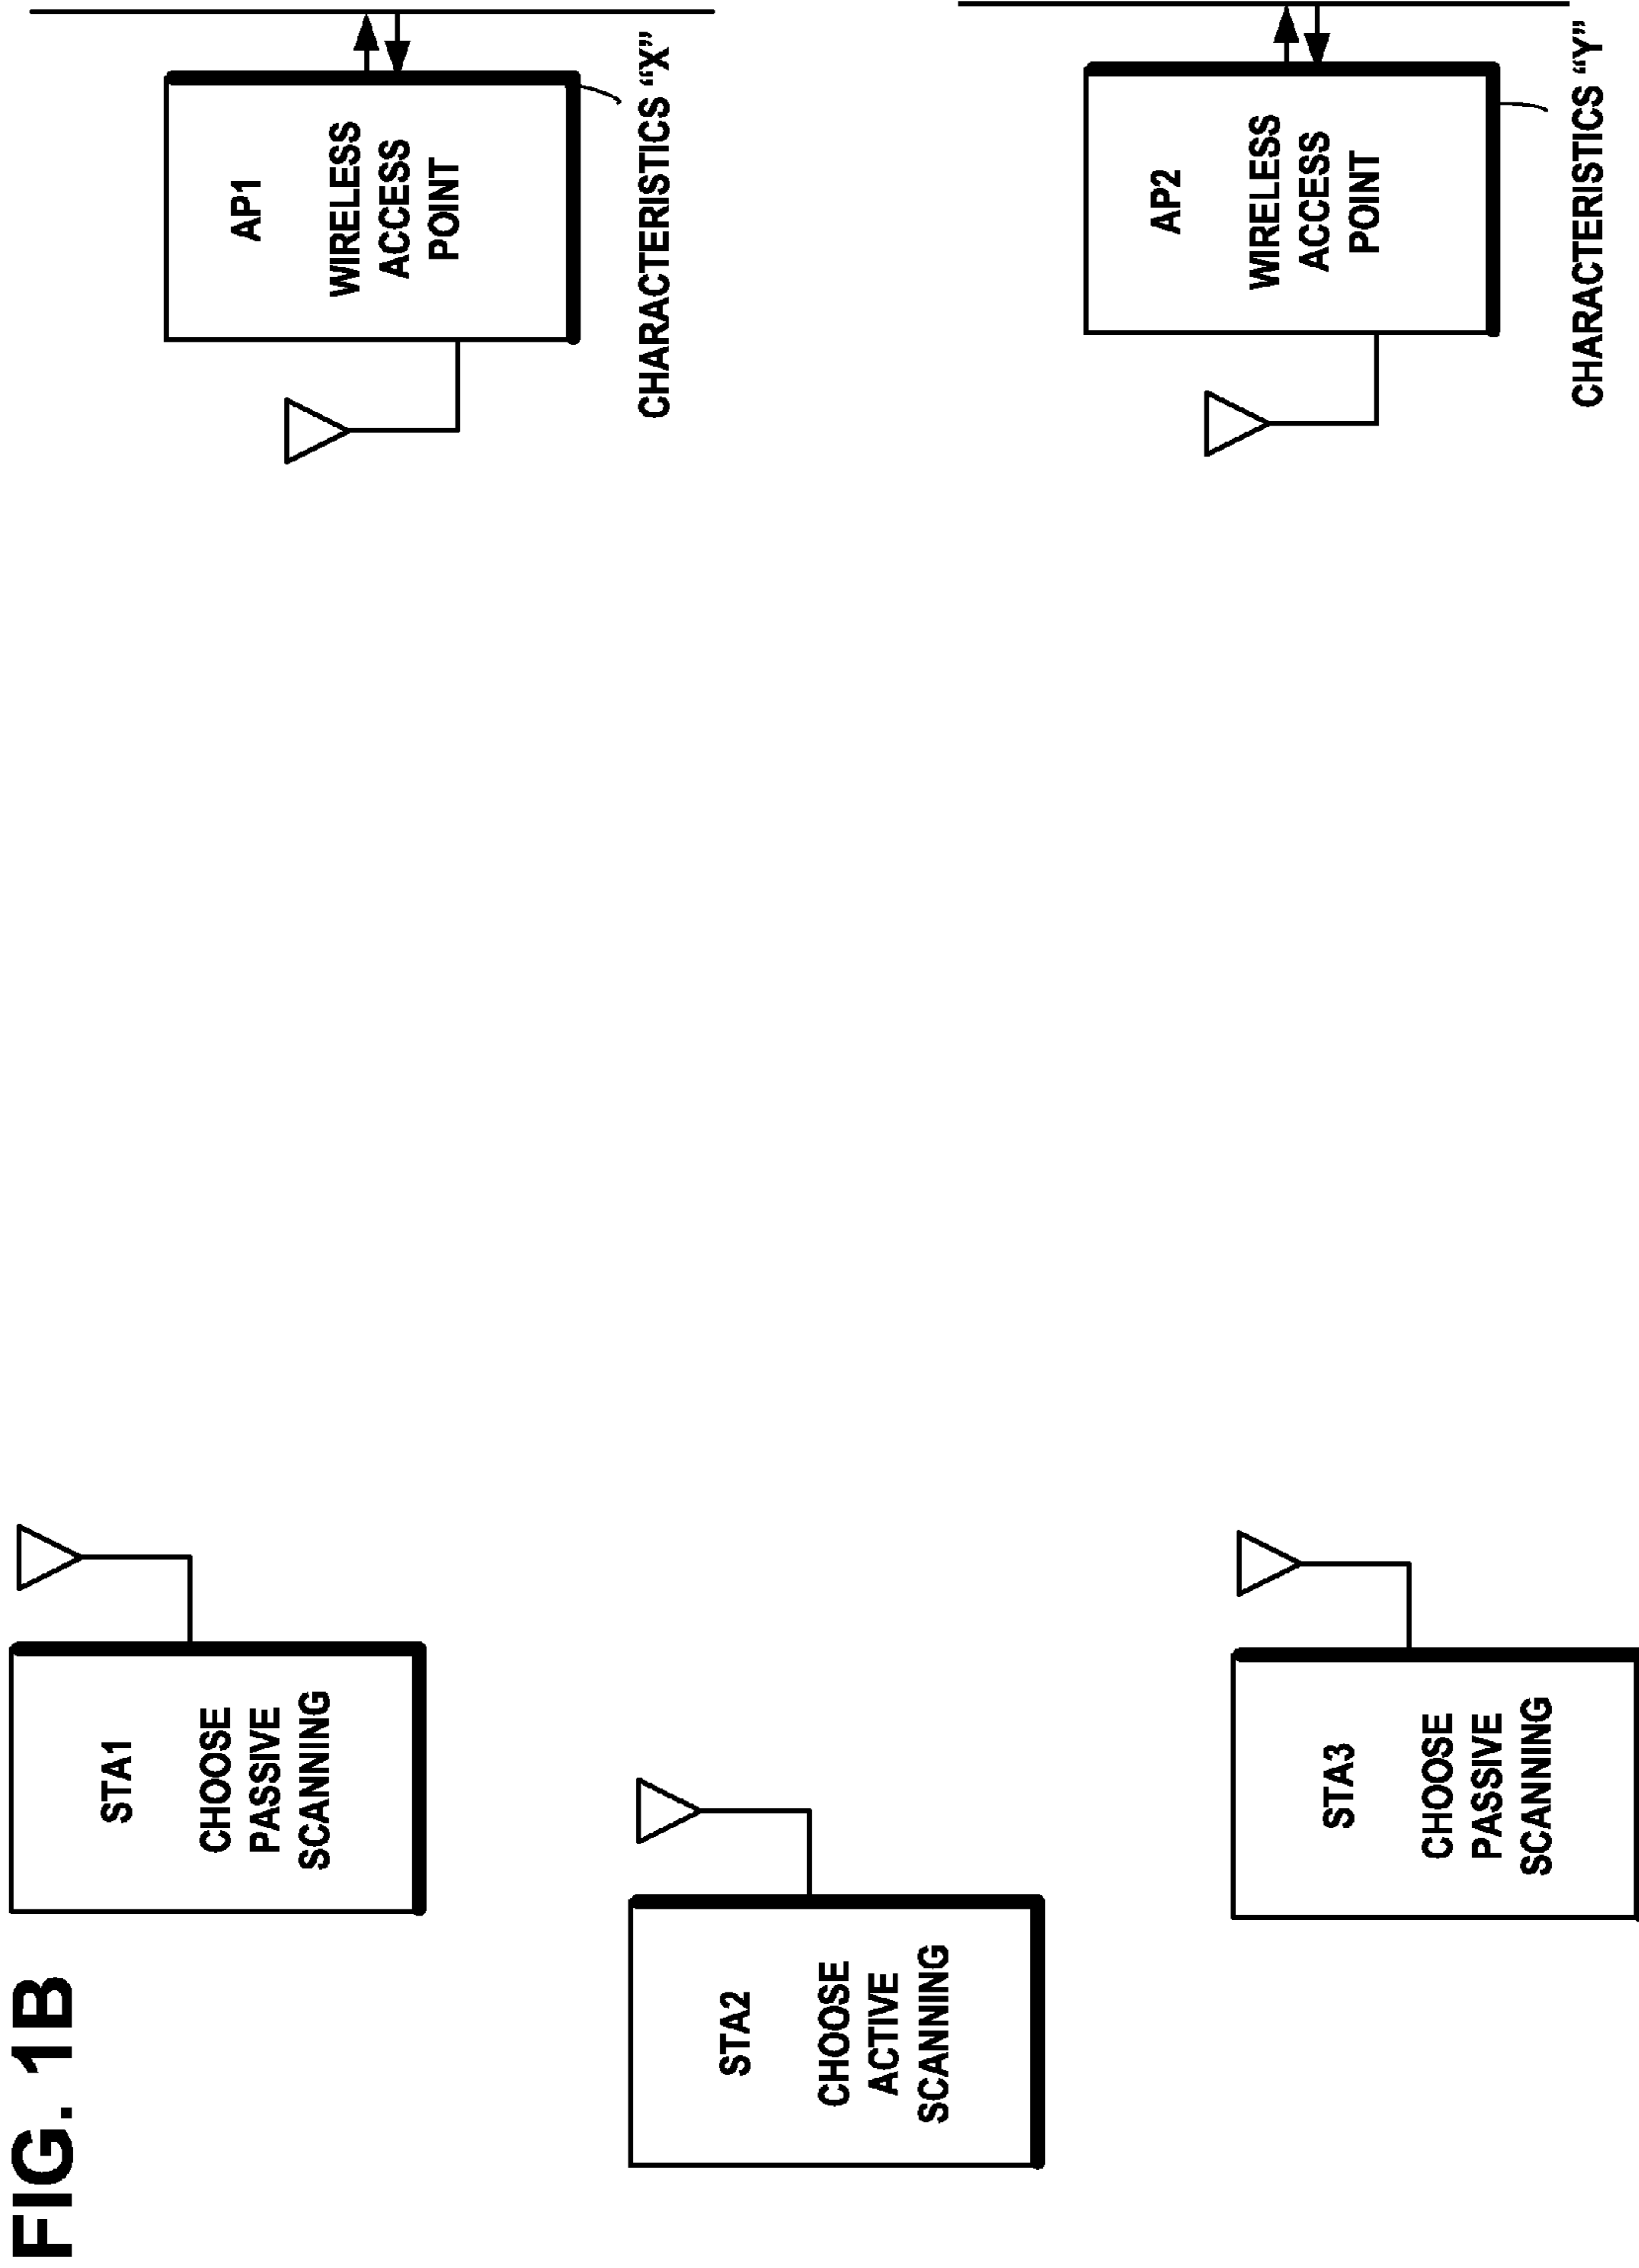 FIG. 1B
STA1
CHOOSE
PASSIVE
SCANNING
STA2
CHOOSE
ACTIVE
SCANNING
STA3
CHOOSE
PASSIVE
SCANNING
AP1
WIRELESS
ACCESS
POINT
CHARACTERISTICS “X”
AP2
WIRELESS
ACCESS
POINT
CHARACTERISTICS “Y”